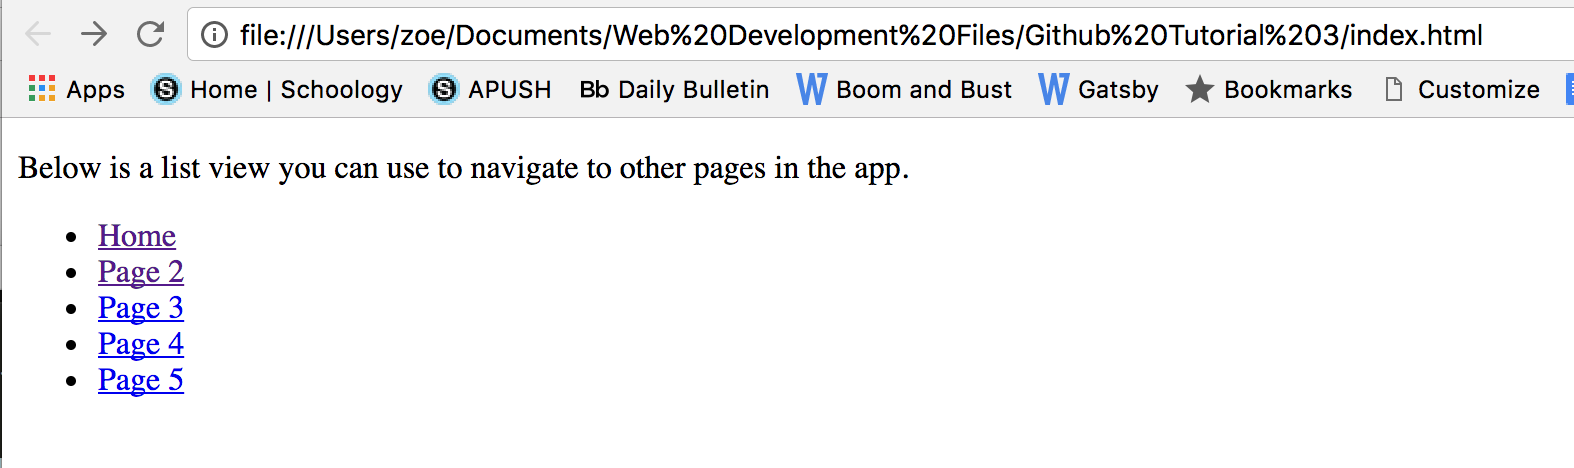 file:///Users/zoe/Documents/Web%20Development%20Files/Github%20Tutorial%203/index.html
Apps S Home | Schoology S APUSH Bb Daily Bulletin W Boom and Bust W Gatsby Bookmarks Customize
Below is a list view you can use to navigate to other pages in the app.
• Home
• Page 2
• Page 3
• Page 4
• Page 5